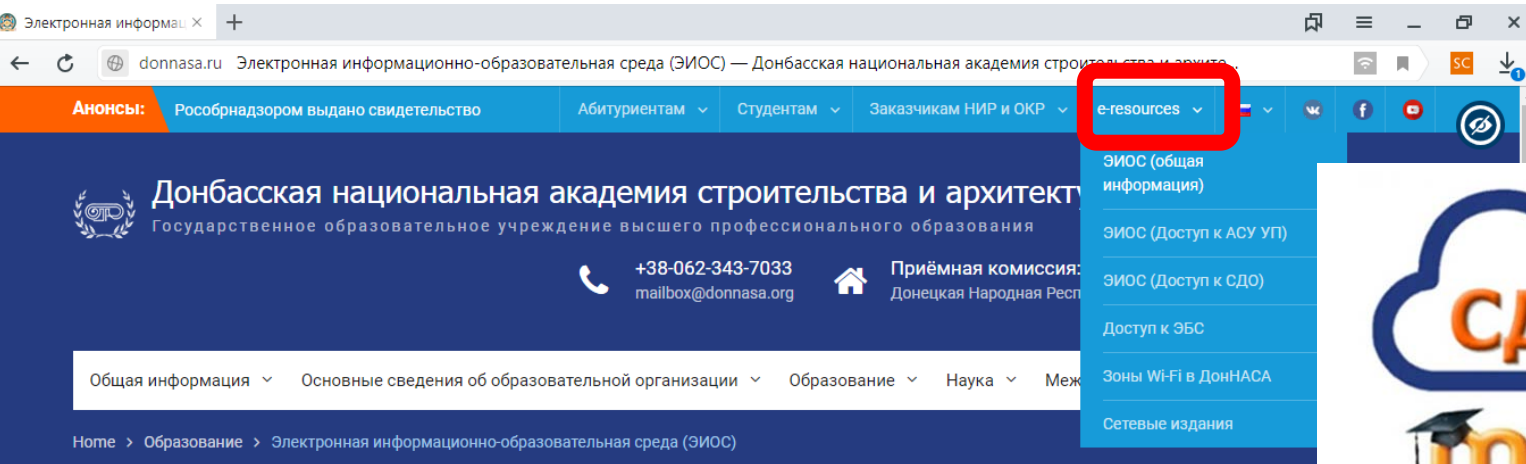 Электронная информац
donnasa.ru Электронная информационно-образовательная среда (ЭИОС) — Донбасская национальная академия строительства и архите...
SC
1
Анонсы: Рособрнадзором выдано свидетельство Абитуриентам Студентам Заказчикам НИР и ОКР e-resources
ЭИОС (общая информация)
ЭИОС (Доступ к АСУ УП)
ЭИОС (Доступ к СДО)
Доступ к ЭБС
Зоны Wi-Fi в ДонНАСА
Сетевые издания
Донбасская национальная академия строительства и архитекту
Государственное образовательное учреждение высшего профессионального образования
+38-062-343-7033
mailbox@donnasa.org
Приёмная комиссия:
Донецкая Народная Респ
Общая информация Основные сведения об образовательной организации Образование Наука Меж
Home > Образование > Электронная информационно-образовательная среда (ЭИОС)
СД